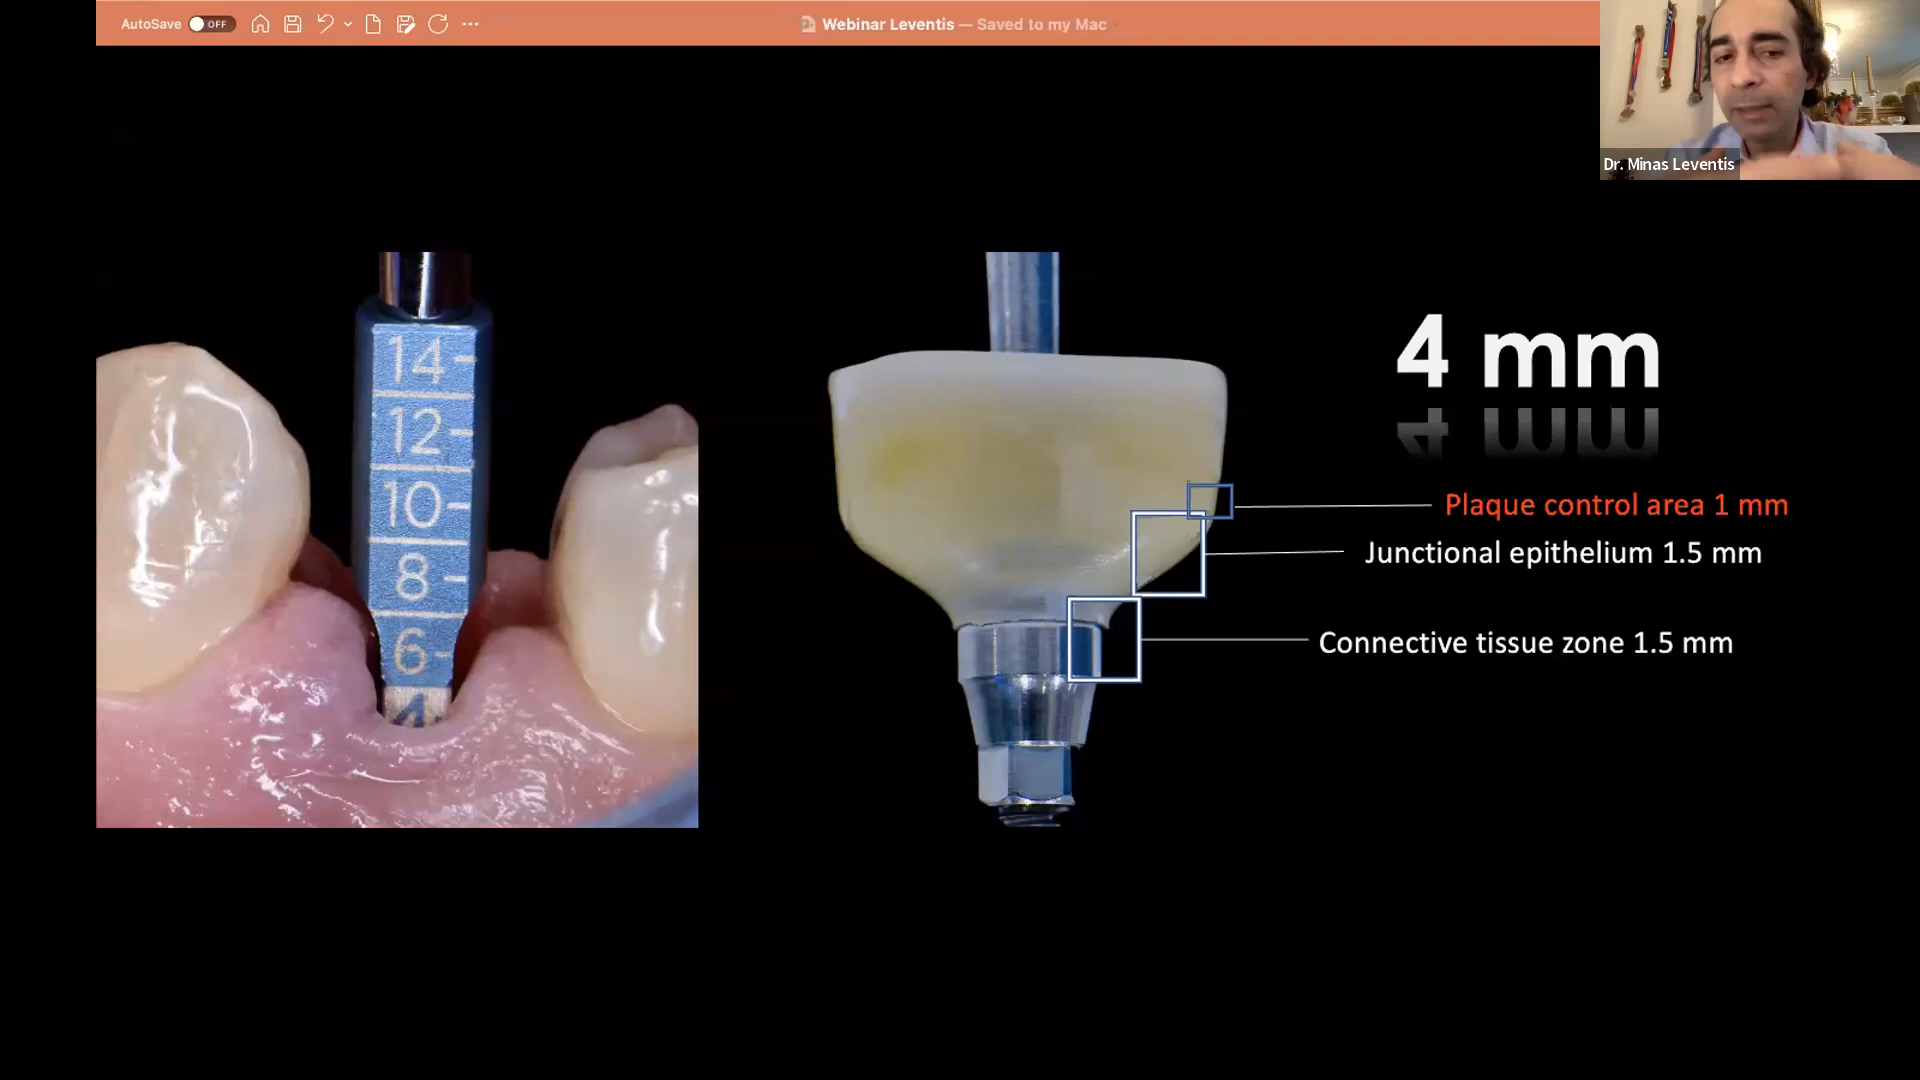 AutoSave OFF
Webinar Leventis — Saved to my Mac
Dr. Minas Leventis
14
12
10
8
6
4
4 mm
Plaque control area 1 mm
Junctional epithelium 1.5 mm
Connective tissue zone 1.5 mm